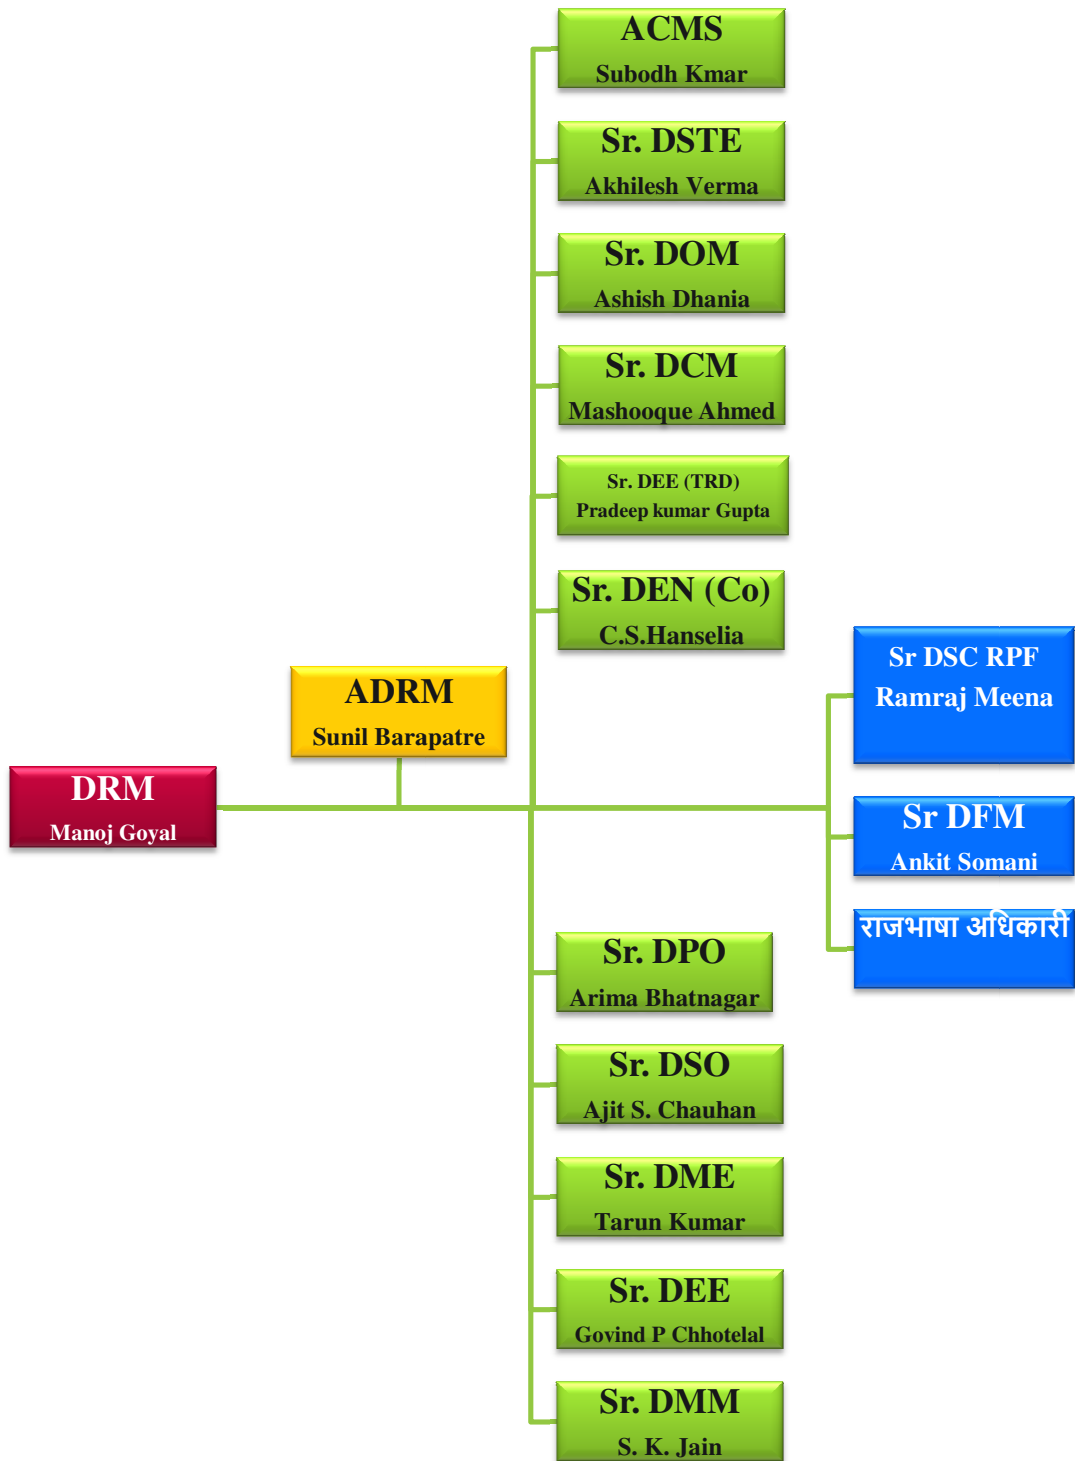 ACMS
Subodh Kmar
Sr. DSTE
Akhilesh Verma
Sr. DOM
Ashish Dhania
Sr. DCM
Mashooque Ahmed
Sr. DEE (TRD)
Pradeep kumar Gupta
Sr. DEN (Co)
C.S.Hanselia
Sr DSC RPF
Ramraj Meena
ADRM
Sunil Barapatre
DRM
Manoj Goyal
Sr DFM
Ankit Somani
राजभाषा अधिकारी
Sr. DPO
Arima Bhatnagar
Sr. DSO
Ajit S. Chauhan
Sr. DME
Tarun Kumar
Sr. DEE
Govind P Chhotelal
Sr. DMM
S. K. Jain